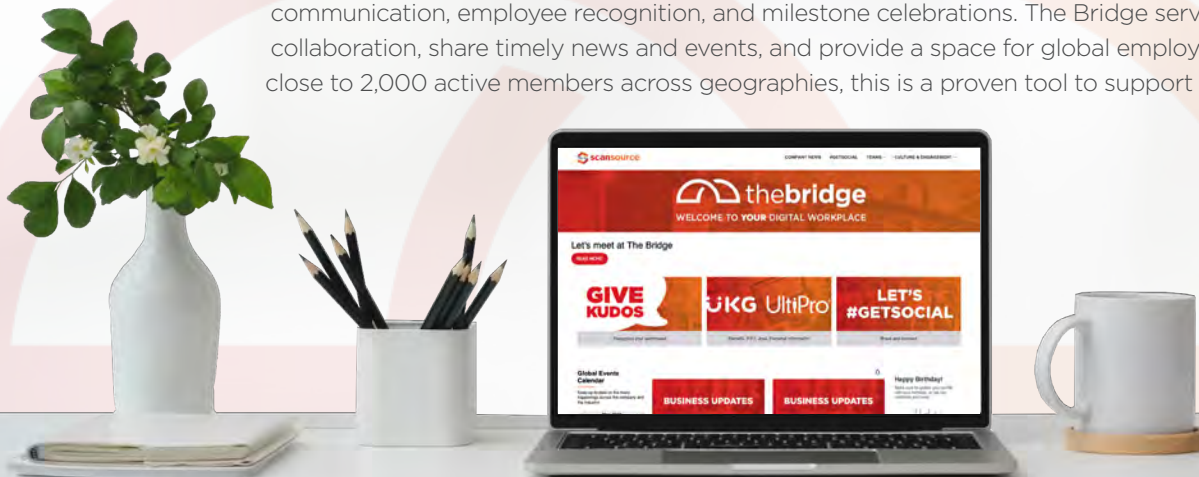 communication, employee recognition, and milestone celebrations. The Bridge serv
collaboration, share timely news and events, and provide a space for global employ
close to 2,000 active members across geographies, this is a proven tool to support
scansource
COMPANY NEWS PARTSOCIAL TEAMS CULTURE & ENGAGEMENT
thebridge
WELCOME TO YOUR DIGITAL WORKPLACE
Let's meet at The Bridge
READ MORE
GIVE
KUDOS
UKG UltiPro
LET'S
#GETSOCIAL
Global Events
Calendar
BUSINESS UPDATES
BUSINESS UPDATES
Happy Birthday!